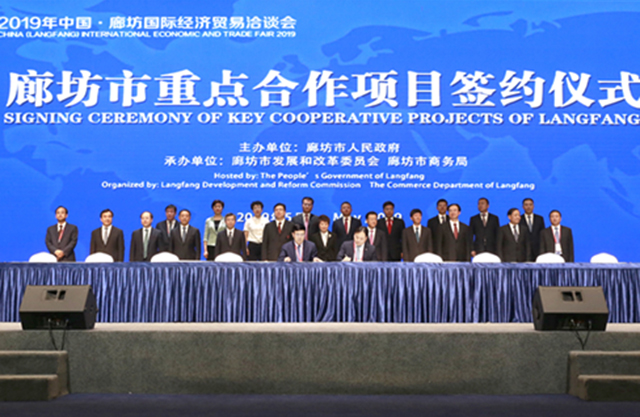 2019年中国·廊坊国际经济贸易洽谈会
CHINA (LANGFANG) INTERNATIONAL ECONOMIC AND TRADE FAIR 2019
廊坊市重点合作项目签约仪式
SIGNING CEREMONY OF KEY COOPERATIVE PROJECTS OF LANGFANG
主办单位：廊坊市人民政府
承办单位：廊坊市发展和改革委员会 廊坊市商务局
Hosted by: The People's Government of Langfang
Organized by: Langfang Development and Reform Commission The Commerce Department of Langfang